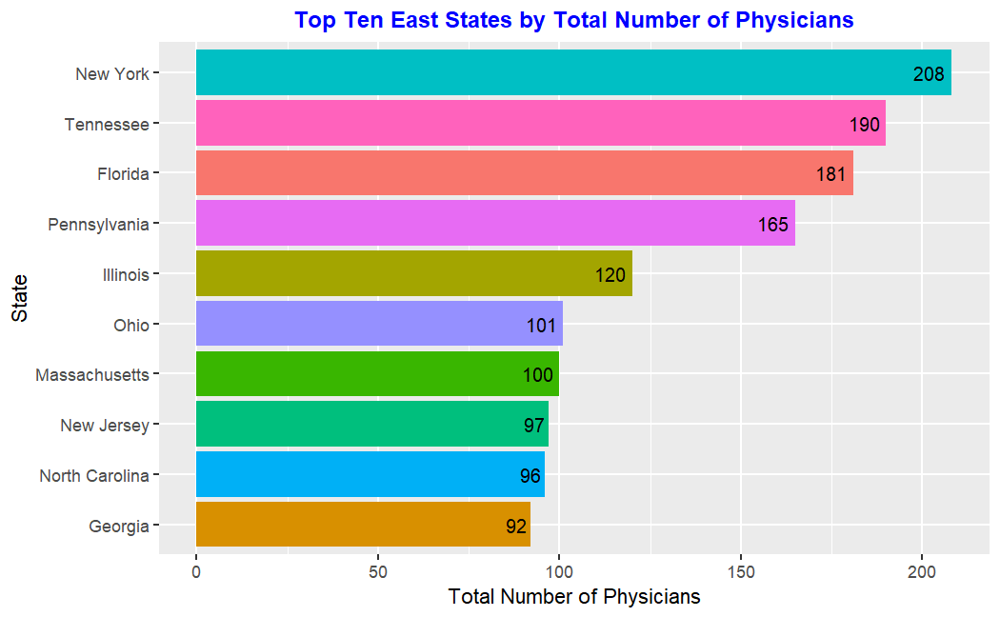 Top Ten East States by Total Number of Physicians
State
New York 208
Tennessee 190
Florida 181
Pennsylvania 165
Illinois 120
Ohio 101
Massachusetts 100
New Jersey 97
North Carolina 96
Georgia 92
0 50 100 150 200
Total Number of Physicians